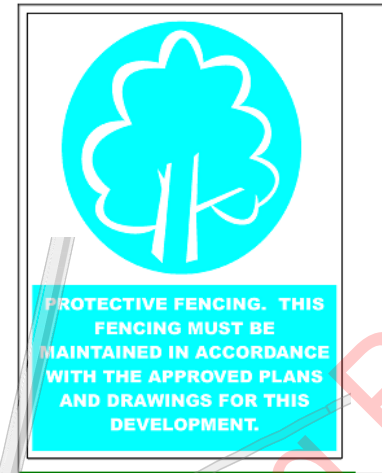 PROTECTIVE FENCING. THIS
FENCING MUST BE
MAINTAINED IN ACCORDANCE
WITH THE APPROVED PLANS
AND DRAWINGS FOR THIS
DEVELOPMENT.